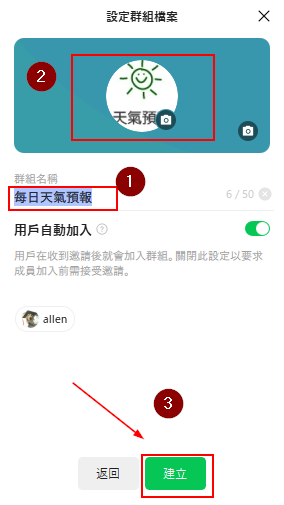 設定群組檔案
2
天氣預
群組名稱
1
每日天氣預報
6 / 50
用戶自動加入
用戶在收到邀請後就會加入群組。關閉此設定以要求
成員加入前需接受邀請。
allen
3
返回
建立